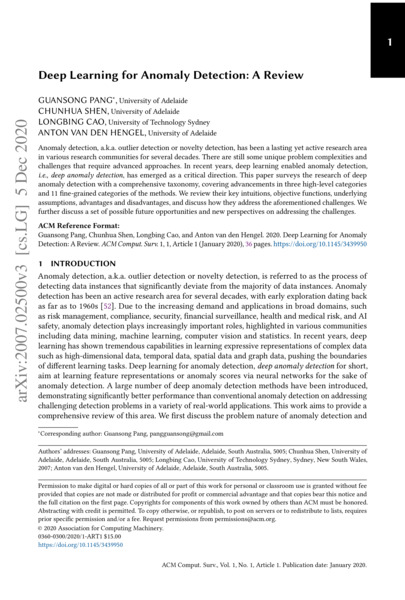 1
Deep Learning for Anomaly Detection: A Review
GUANSONG PANG*, University of Adelaide
CHUNHUA SHEN, University of Adelaide
LONGBING CAO, University of Technology Sydney
ANTON VAN DEN HENGEL, University of Adelaide
Anomaly detection, a.k.a. outlier detection or novelty detection, has been a lasting yet active research area
in various research communities for several decades. There are still some unique problem complexities and
challenges that require advanced approaches. In recent years, deep learning enabled anomaly detection,
i.e., deep anomaly detection, has emerged as a critical direction. This paper surveys the research of deep
anomaly detection with a comprehensive taxonomy, covering advancements in three high-level categories
and 11 fine-grained categories of the methods. We review their key intuitions, objective functions, underlying
assumptions, advantages and disadvantages, and discuss how they address the aforementioned challenges. We
further discuss a set of possible future opportunities and new perspectives on addressing the challenges.
ACM Reference Format:
Guansong Pang, Chunhua Shen, Longbing Cao, and Anton van den Hengel. 2020. Deep Learning for Anomaly
Detection: A Review. ACM Comput. Surv. 1, 1, Article 1 (January 2020), 36 pages. https://doi.org/10.1145/3439950
1 INTRODUCTION
Anomaly detection, a.k.a. outlier detection or novelty detection, is referred to as the process of
detecting data instances that significantly deviate from the majority of data instances. Anomaly
detection has been an active research area for several decades, with early exploration dating back
as far as to 1960s [52]. Due to the increasing demand and applications in broad domains, such
as risk management, compliance, security, financial surveillance, health and medical risk, and AI
safety, anomaly detection plays increasingly important roles, highlighted in various communities
including data mining, machine learning, computer vision and statistics. In recent years, deep
learning has shown tremendous capabilities in learning expressive representations of complex data
such as high-dimensional data, temporal data, spatial data and graph data, pushing the boundaries
of different learning tasks. Deep learning for anomaly detection, deep anomaly detection for short,
aim at learning feature representations or anomaly scores via neural networks for the sake of
anomaly detection. A large number of deep anomaly detection methods have been introduced,
demonstrating significantly better performance than conventional anomaly detection on addressing
challenging detection problems in a variety of real-world applications. This work aims to provide a
comprehensive review of this area. We first discuss the problem nature of anomaly detection and
*Corresponding author: Guansong Pang, pangguansong@gmail.com
Authors' addresses: Guansong Pang, University of Adelaide, Adelaide, South Australia, 5005; Chunhua Shen, University of
Adelaide, Adelaide, South Australia, 5005; Longbing Cao, University of Technology Sydney, Sydney, New South Wales,
2007; Anton van den Hengel, University of Adelaide, Adelaide, South Australia, 5005.
Permission to make digital or hard copies of all or part of this work for personal or classroom use is granted without fee
provided that copies are not made or distributed for profit or commercial advantage and that copies bear this notice and
the full citation on the first page. Copyrights for components of this work owned by others than ACM must be honored.
Abstracting with credit is permitted. To copy otherwise, or republish, to post on servers or to redistribute to lists, requires
prior specific permission and/or a fee. Request permissions from permissions@acm.org.
© 2020 Association for Computing Machinery.
0360-0300/2020/1-ART1 $15.00
https://doi.org/10.1145/3439950
ACM Comput. Surv., Vol. 1, No. 1, Article 1. Publication date: January 2020.
arXiv:2007.02500v3 [cs.LG] 5 Dec 2020